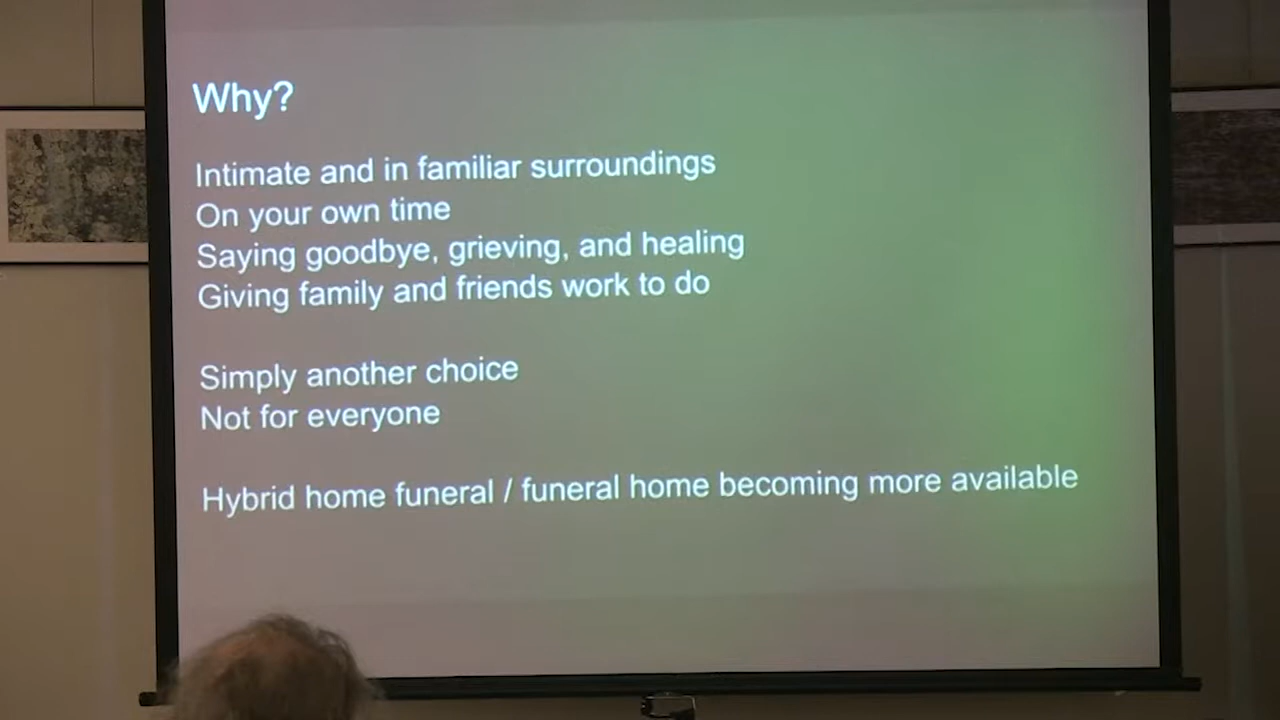 Why?
Intimate and in familiar surroundings
On your own time
Saying goodbye, grieving, and healing
Giving family and friends work to do
Simply another choice
Not for everyone
Hybrid home funeral / funeral home becoming more available